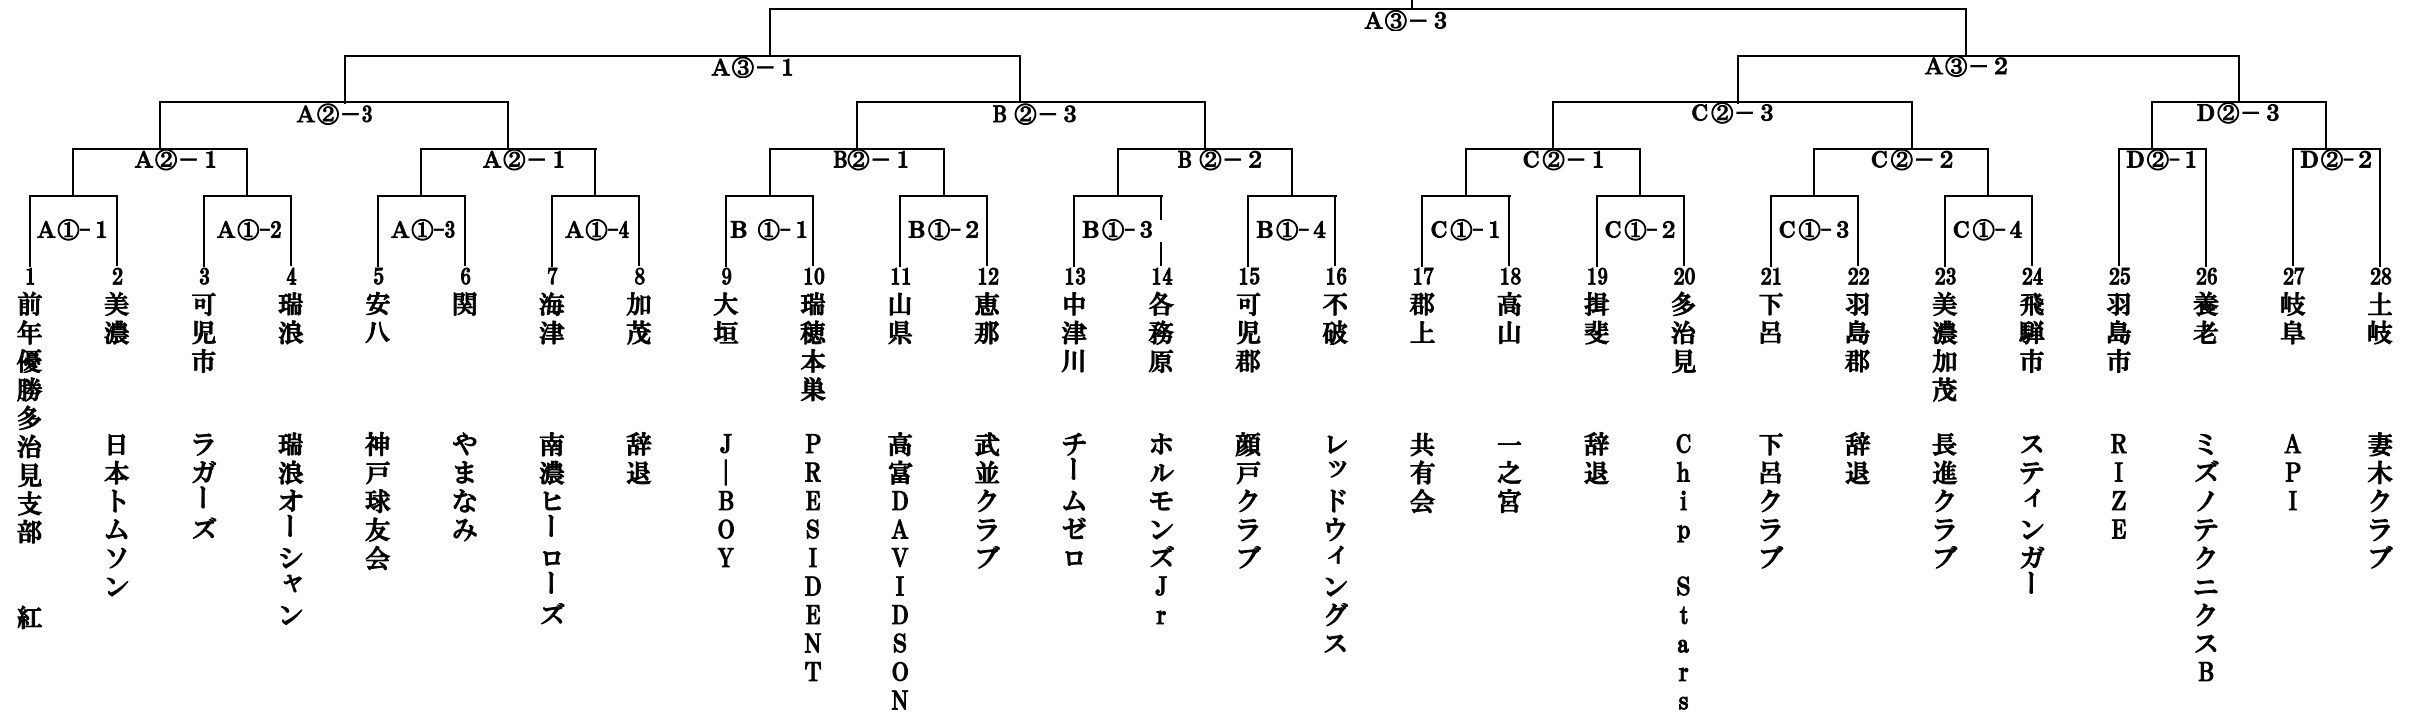 A③－3
A③－1
A③－2
A②－3
B②－3
C②－3
D②－3
A②－1
A②－1
B②－1
B②－2
C②－1
C②－2
D②-1
D②-2
A①-1
A①-2
A①-3
A①-4
B①-1
B①-2
B①-3
B①-4
C①-1
C①-2
C①-3
C①-4
1 前年優勝多治見支部 紅
2 美濃 日本トムソン
3 可児市 ラガーズ
4 瑞浪 瑞浪オーシャン
5 安八 神戸球友会
6 関 やまなみ
7 海津 南濃ヒーローズ
8 加茂 辞退
9 大垣 J―BOY
10 瑞穂本巣 PRESIDENT
11 山県 高富DAVIDSON
12 恵那 武並クラブ
13 中津川 チームゼロ
14 各務原 ホルモンズJr
15 可児郡 顔戸クラブ
16 不破 レッドウィングス
17 郡上 共有会
18 高山 一之宮
19 揖斐 辞退
20 多治見 Chip Stars
21 下呂 下呂クラブ
22 羽島郡 辞退
23 美濃加茂 長進クラブ
24 飛騨市 スティンガー
25 羽島市 RIZE
26 養老 ミズノテクニクスB
27 岐阜 API
28 土岐 妻木クラブ